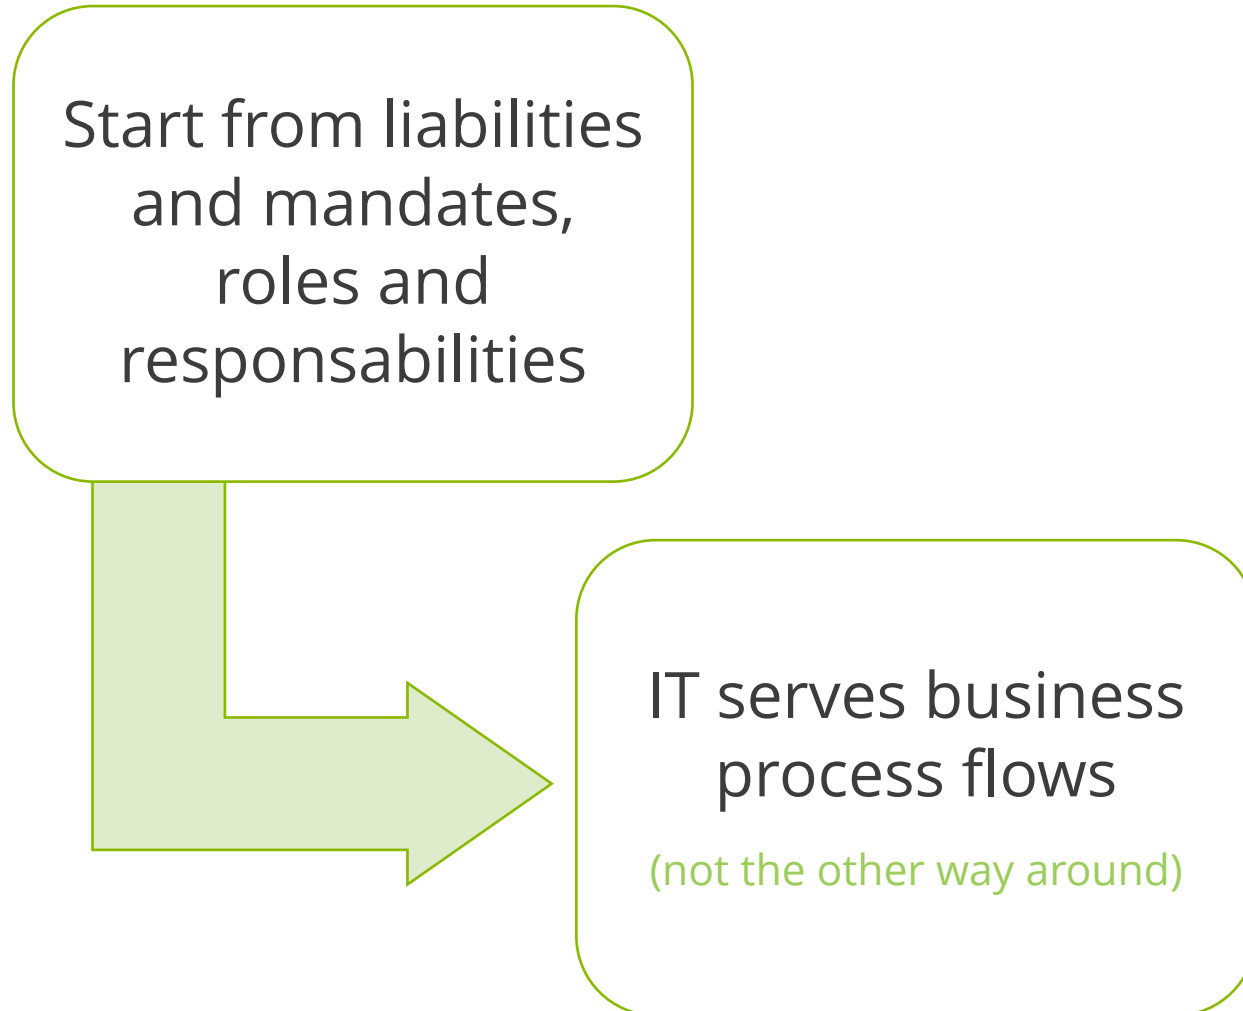 Start from liabilities
and mandates,
roles and
responsabilities
IT serves business
process flows
(not the other way around)